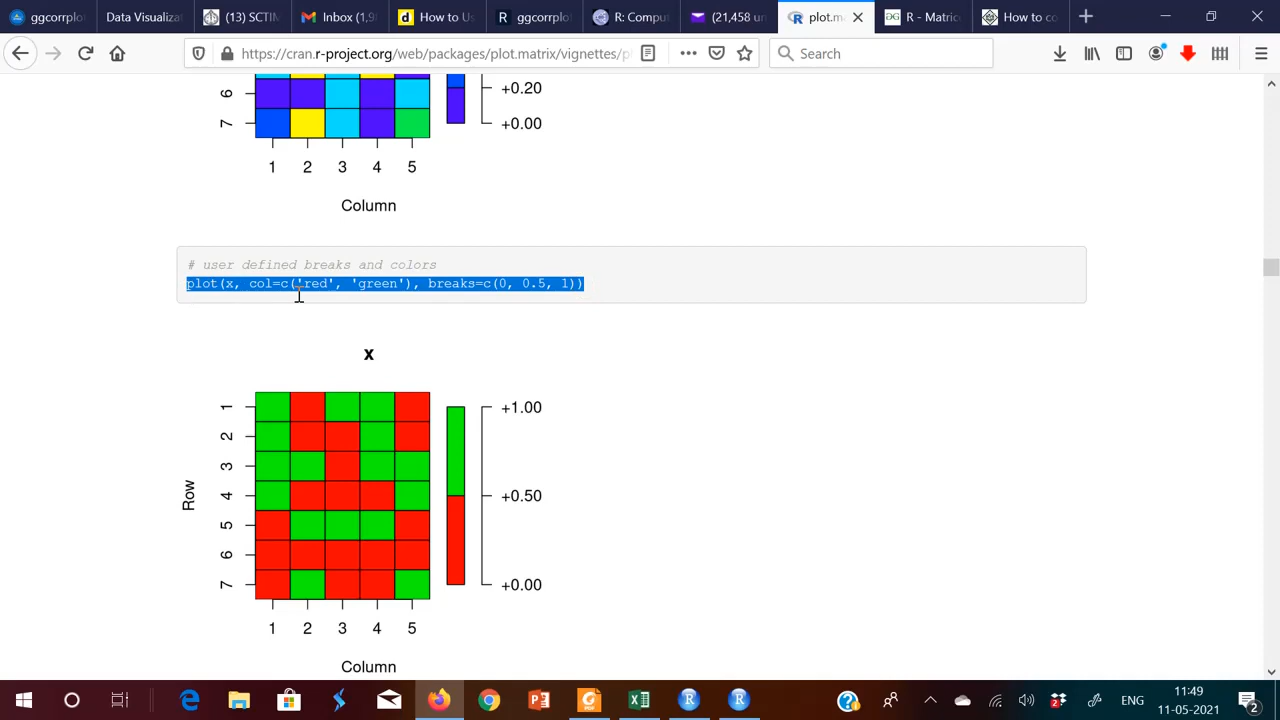 ggcorrpl
Data Visualizat
(13) SCTIM
Inbox (1,9
How to Us
ggcorrplo
R: Comput
(21,458 un
plot.m
R - Matric
How to co
https://cran.r-project.org/web/packages/plot.matrix/vignettes/p
Search
6
7
+0.20
+0.00
1 2 3 4 5
Column
# user defined breaks and colors
plot(x, col=c('red', 'green'), breaks=c(0, 0.5, 1))
x
1
2
3
4
5
6
7
Row
+1.00
+0.50
+0.00
1 2 3 4 5
Column
ENG
11:49
11-05-2021
2